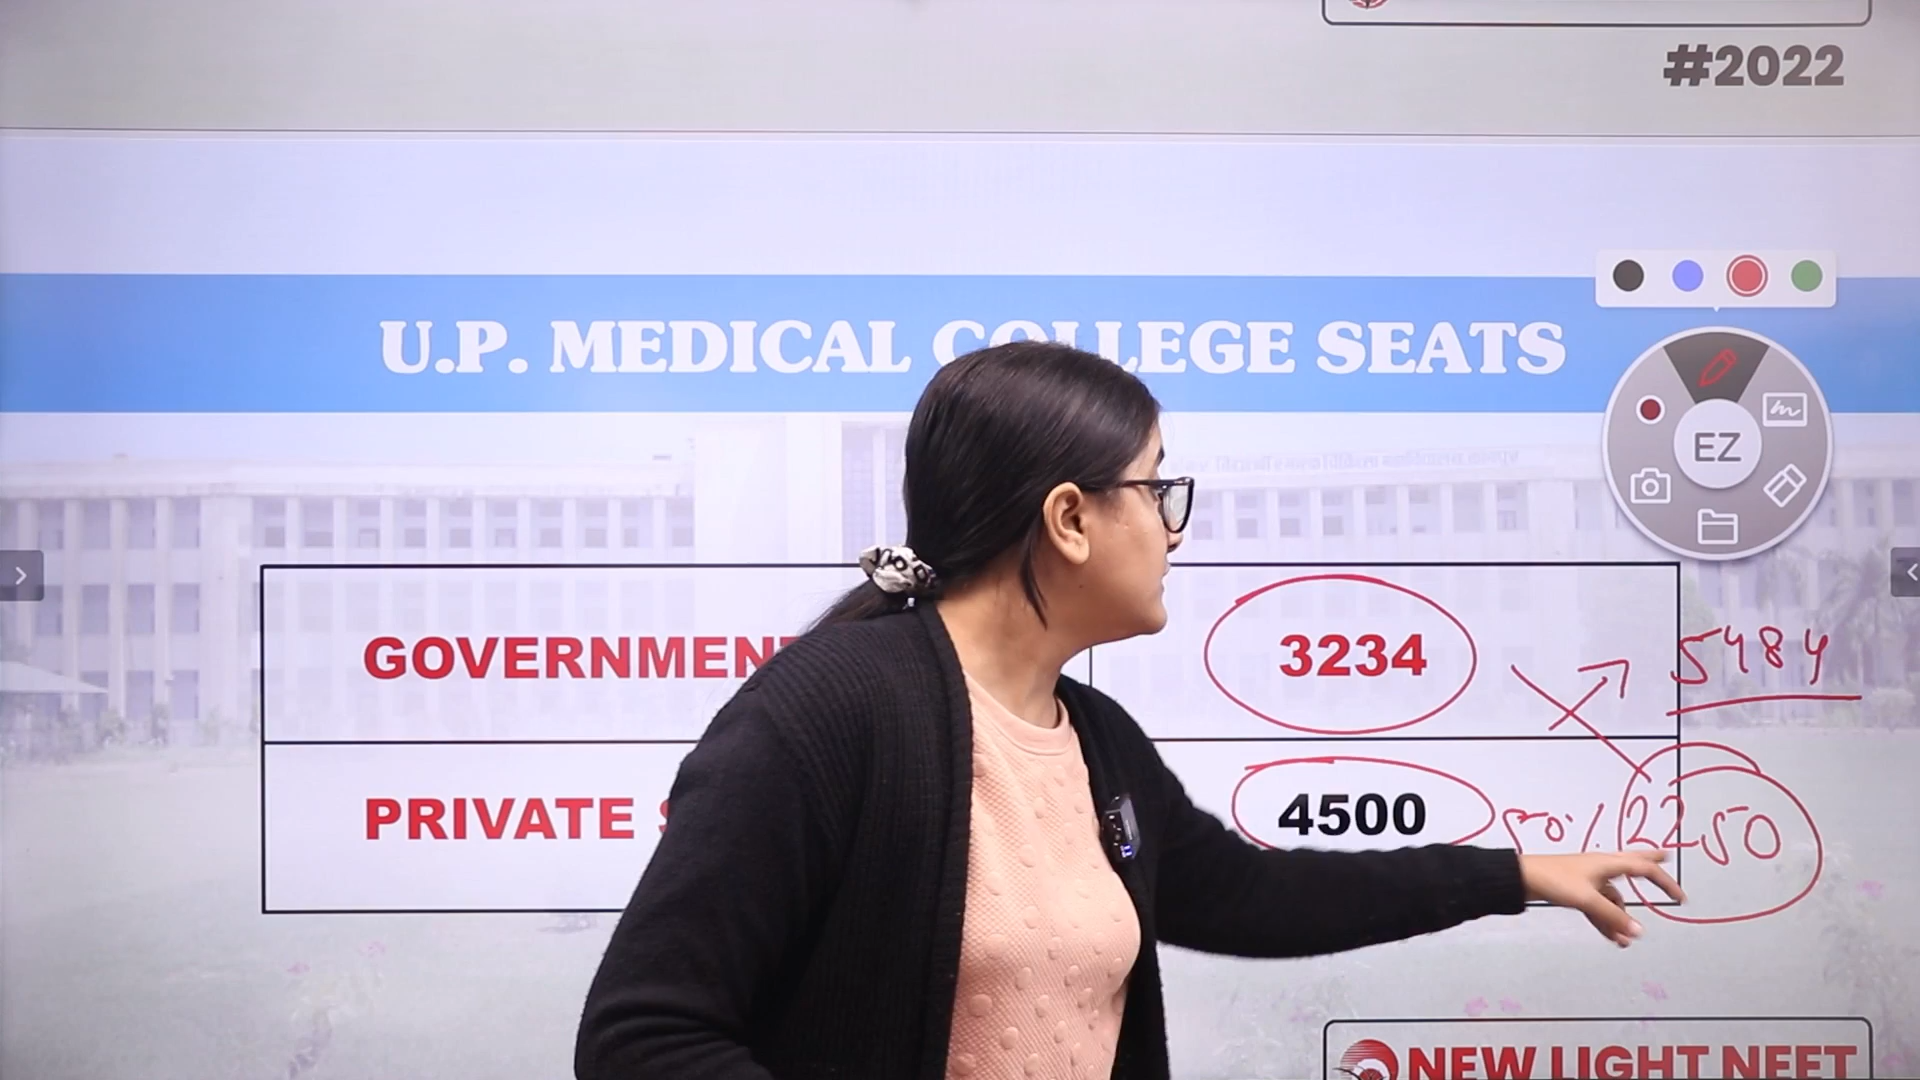 #2022
U.P. MEDICAL COLLEGE SEATS
EZ
GOVERNMENT
3234
5484
PRIVATE
4500
50%
2250
NEW LIGHT NEET